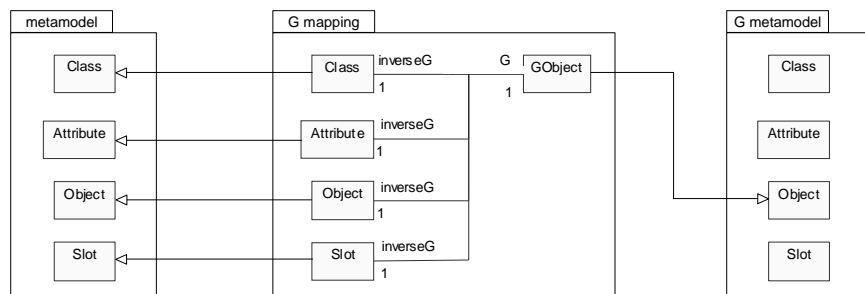 metamodel G mapping G metamodel
Class Class inverseG G GObject Class
1 1
Attribute Attribute inverseG Attribute
1
Object Object inverseG Object
1
Slot Slot inverseG Slot
1